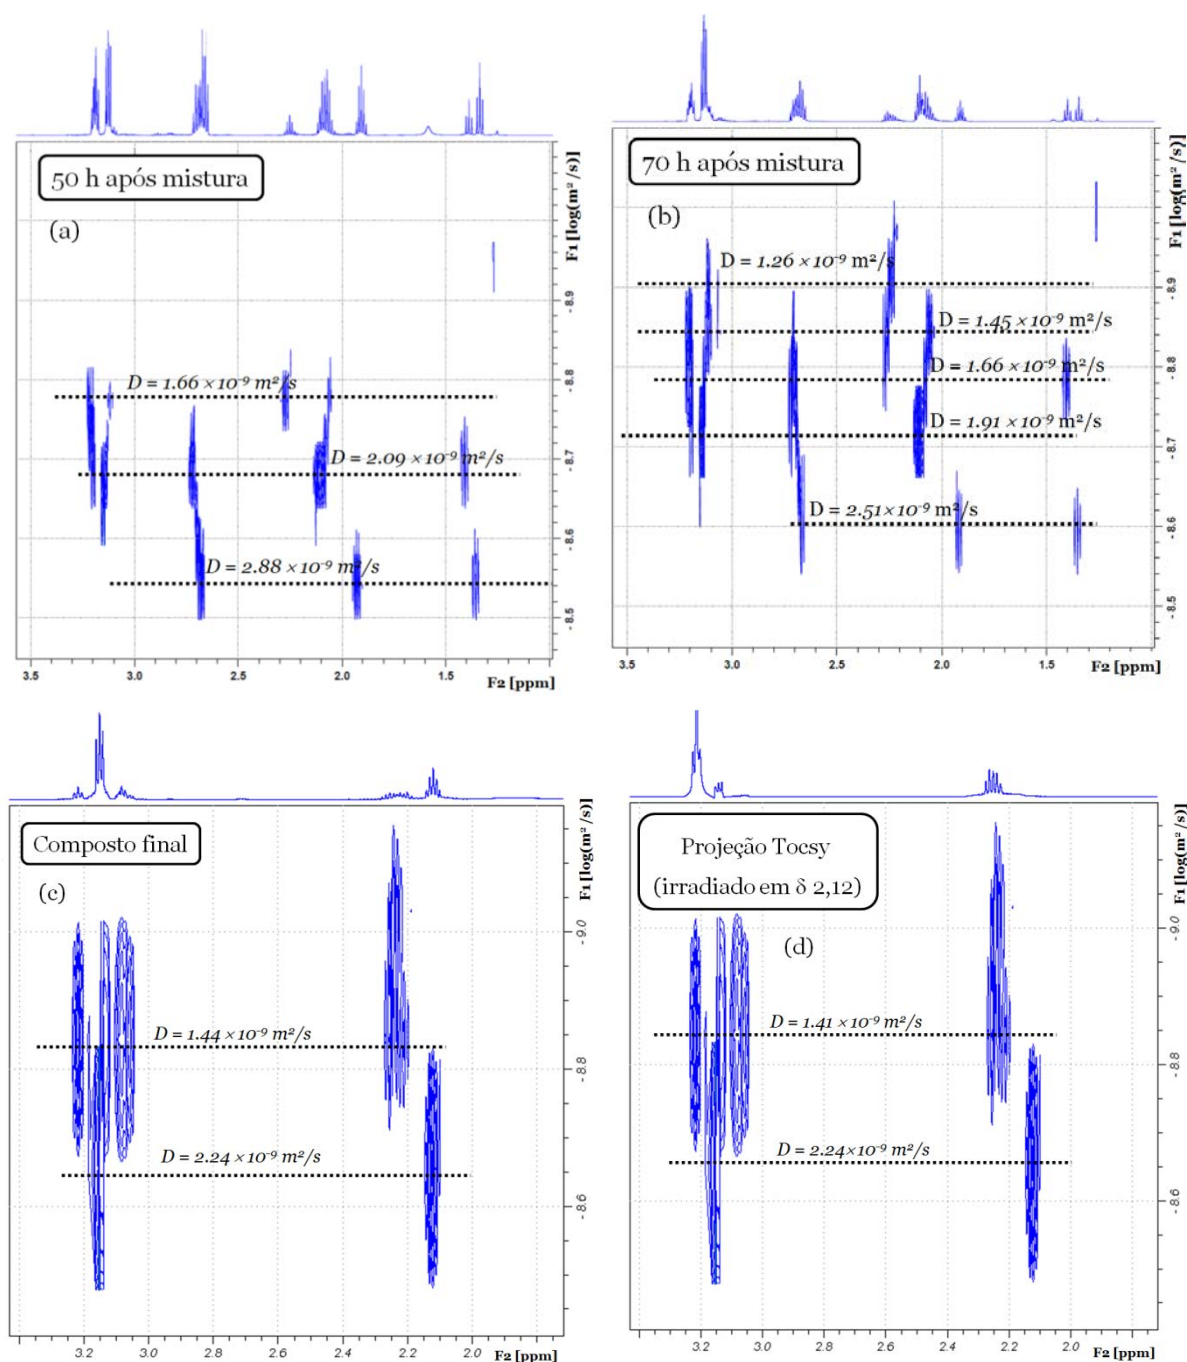 50 h após mistura
(a)
D = 1.66 × 10⁻⁹ m²/s
D = 2.09 × 10⁻⁹ m²/s
D = 2.88 × 10⁻⁹ m²/s
F1 [log(m²/s)]
- 8.9
- 8.8
- 8.7
- 8.6
- 8.5
3.5 3.0 2.5 2.0 1.5
F2 [ppm]
70 h após mistura
(b)
D = 1.26 × 10⁻⁹ m²/s
D = 1.45 × 10⁻⁹ m²/s
D = 1.66 × 10⁻⁹ m²/s
D = 1.91 × 10⁻⁹ m²/s
D = 2.51×10⁻⁹ m²/s
F1 [log(m²/s)]
- 8.9
- 8.8
- 8.7
- 8.6
- 8.5
3.5 3.0 2.5 2.0 1.5
F2 [ppm]
Composto final
(c)
D = 1.44 × 10⁻⁹ m²/s
D = 2.24 × 10⁻⁹ m²/s
F1 [log(m²/s)]
- 9.0
- 8.8
- 8.6
3.2 3.0 2.8 2.6 2.4 2.2 2.0
F2 [ppm]
Projeção Tocsy
(irradiado em δ 2,12)
(d)
D = 1.41 × 10⁻⁹ m²/s
D = 2.24×10⁻⁹ m²/s
F1 [log(m²/s)]
- 9.0
- 8.8
- 8.6
3.2 3.0 2.8 2.6 2.4 2.2 2.0
F2 [ppm]